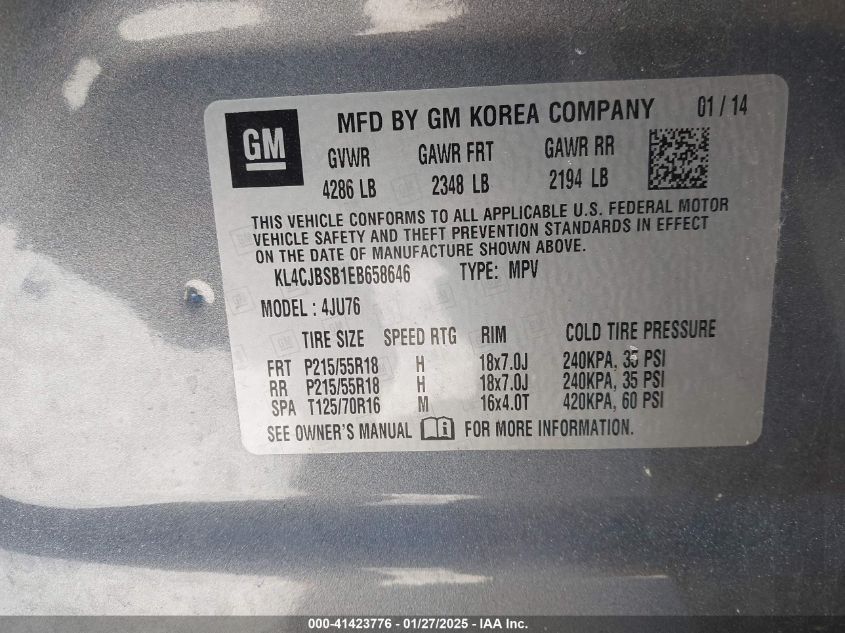 GM
MFD BY GM KOREA COMPANY 01 / 14
GVWR GAWR FRT GAWR RR
4286 LB 2348 LB 2194 LB
THIS VEHICLE CONFORMS TO ALL APPLICABLE U.S. FEDERAL MOTOR
VEHICLE SAFETY AND THEFT PREVENTION STANDARDS IN EFFECT
ON THE DATE OF MANUFACTURE SHOWN ABOVE.
KL4CJBSB1EB658646 TYPE: MPV
MODEL : 4JU76
TIRE SIZE SPEED RTG RIM COLD TIRE PRESSURE
FRT P215/55R18 H 18x7.0J 240KPA, 35 PSI
RR P215/55R18 H 18x7.0J 240KPA, 35 PSI
SPA T125/70R16 M 16x4.0T 420KPA, 60 PSI
SEE OWNER'S MANUAL i FOR MORE INFORMATION.
000-41423776 - 01/27/2025 - IAA Inc.